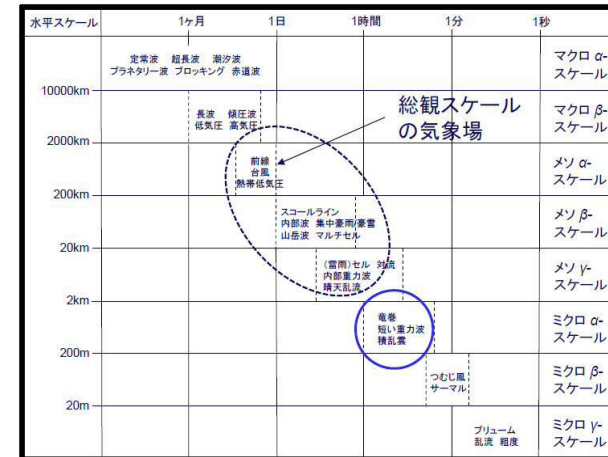 水平スケール 1ヶ月 1日 1時間 1分 1秒
定常波 超長波 潮汐波
プラネタリー波 ブロッキング 赤道波
マクロ α-
スケール
10000km
長波 傾圧波
低気圧 高気圧
総観スケール
の気象場
マクロ β-
スケール
2000km
前線
台風
熱帯低気圧
メソ α-
スケール
200km
スコールライン
内部波 集中豪雨/豪雪
山岳波 マルチセル
メソ β-
スケール
20km
(雷雨)セル 対流
内部重力波
晴天乱流
メソ γ-
スケール
2km
竜巻
短い重力波
積乱雲
ミクロ α-
スケール
200m
つむじ風
サーマル
ミクロ β-
スケール
20m
プリューム
乱流 粗度
ミクロ γ-
スケール